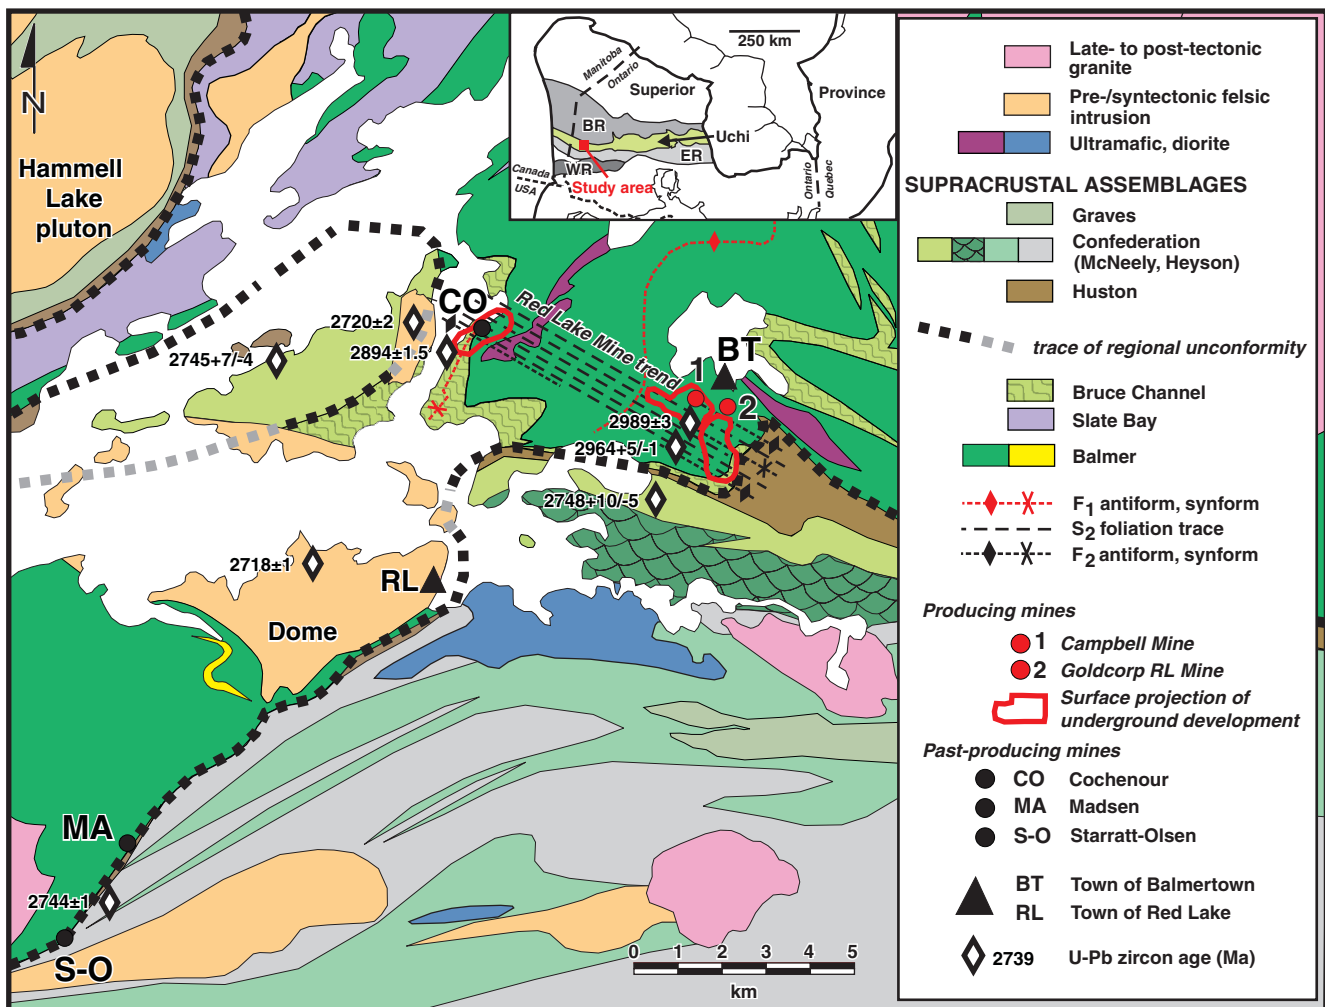 N
Hammell
Lake
pluton
250 km
Manitoba
Ontario
Superior
Province
BR
Uchi
ER
WR
Canada
USA
Study area
Ontario
Quebec
CO
Red Lake Mine trend
BT
1
2
2720±2
2894±1.5
2745+7/-4
2989±3
2964+5/-1
2748+10/-5
2718±1
RL
Dome
MA
2744±1
S-O
0 1 2 3 4 5
km
Late- to post-tectonic
granite
Pre-/syntectonic felsic
intrusion
Ultramafic, diorite
SUPRACRUSTAL ASSEMBLAGES
Graves
Confederation
(McNeely, Heyson)
Huston
trace of regional unconformity
Bruce Channel
Slate Bay
Balmer
F1 antiform, synform
S2 foliation trace
F2 antiform, synform
Producing mines
1 Campbell Mine
2 Goldcorp RL Mine
Surface projection of
underground development
Past-producing mines
CO Cochenour
MA Madsen
S-O Starratt-Olsen
BT Town of Balmertown
RL Town of Red Lake
2739 U-Pb zircon age (Ma)